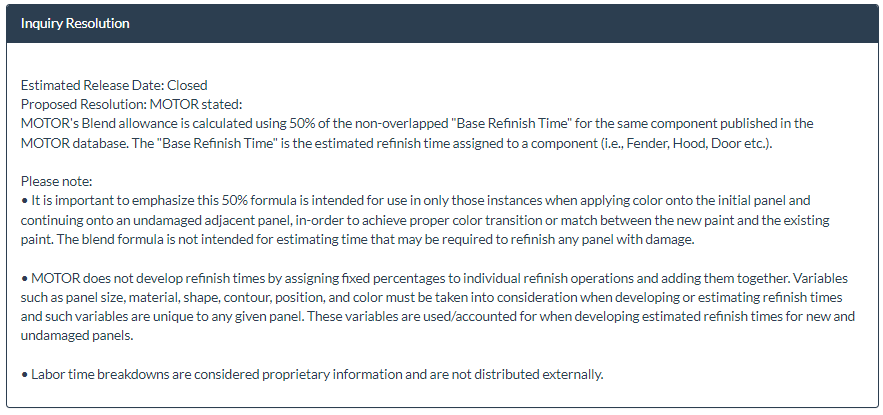 Inquiry Resolution
Estimated Release Date: Closed
Proposed Resolution: MOTOR stated:
MOTOR's Blend allowance is calculated using 50% of the non-overlapped "Base Refinish Time" for the same component published in the
MOTOR database. The "Base Refinish Time" is the estimated refinish time assigned to a component (i.e., Fender, Hood, Door etc.).
Please note:
• It is important to emphasize this 50% formula is intended for use in only those instances when applying color onto the initial panel and
continuing onto an undamaged adjacent panel, in-order to achieve proper color transition or match between the new paint and the existing
paint. The blend formula is not intended for estimating time that may be required to refinish any panel with damage.
• MOTOR does not develop refinish times by assigning fixed percentages to individual refinish operations and adding them together. Variables
such as panel size, material, shape, contour, position, and color must be taken into consideration when developing or estimating refinish times
and such variables are unique to any given panel. These variables are used/accounted for when developing estimated refinish times for new and
undamaged panels.
• Labor time breakdowns are considered proprietary information and are not distributed externally.